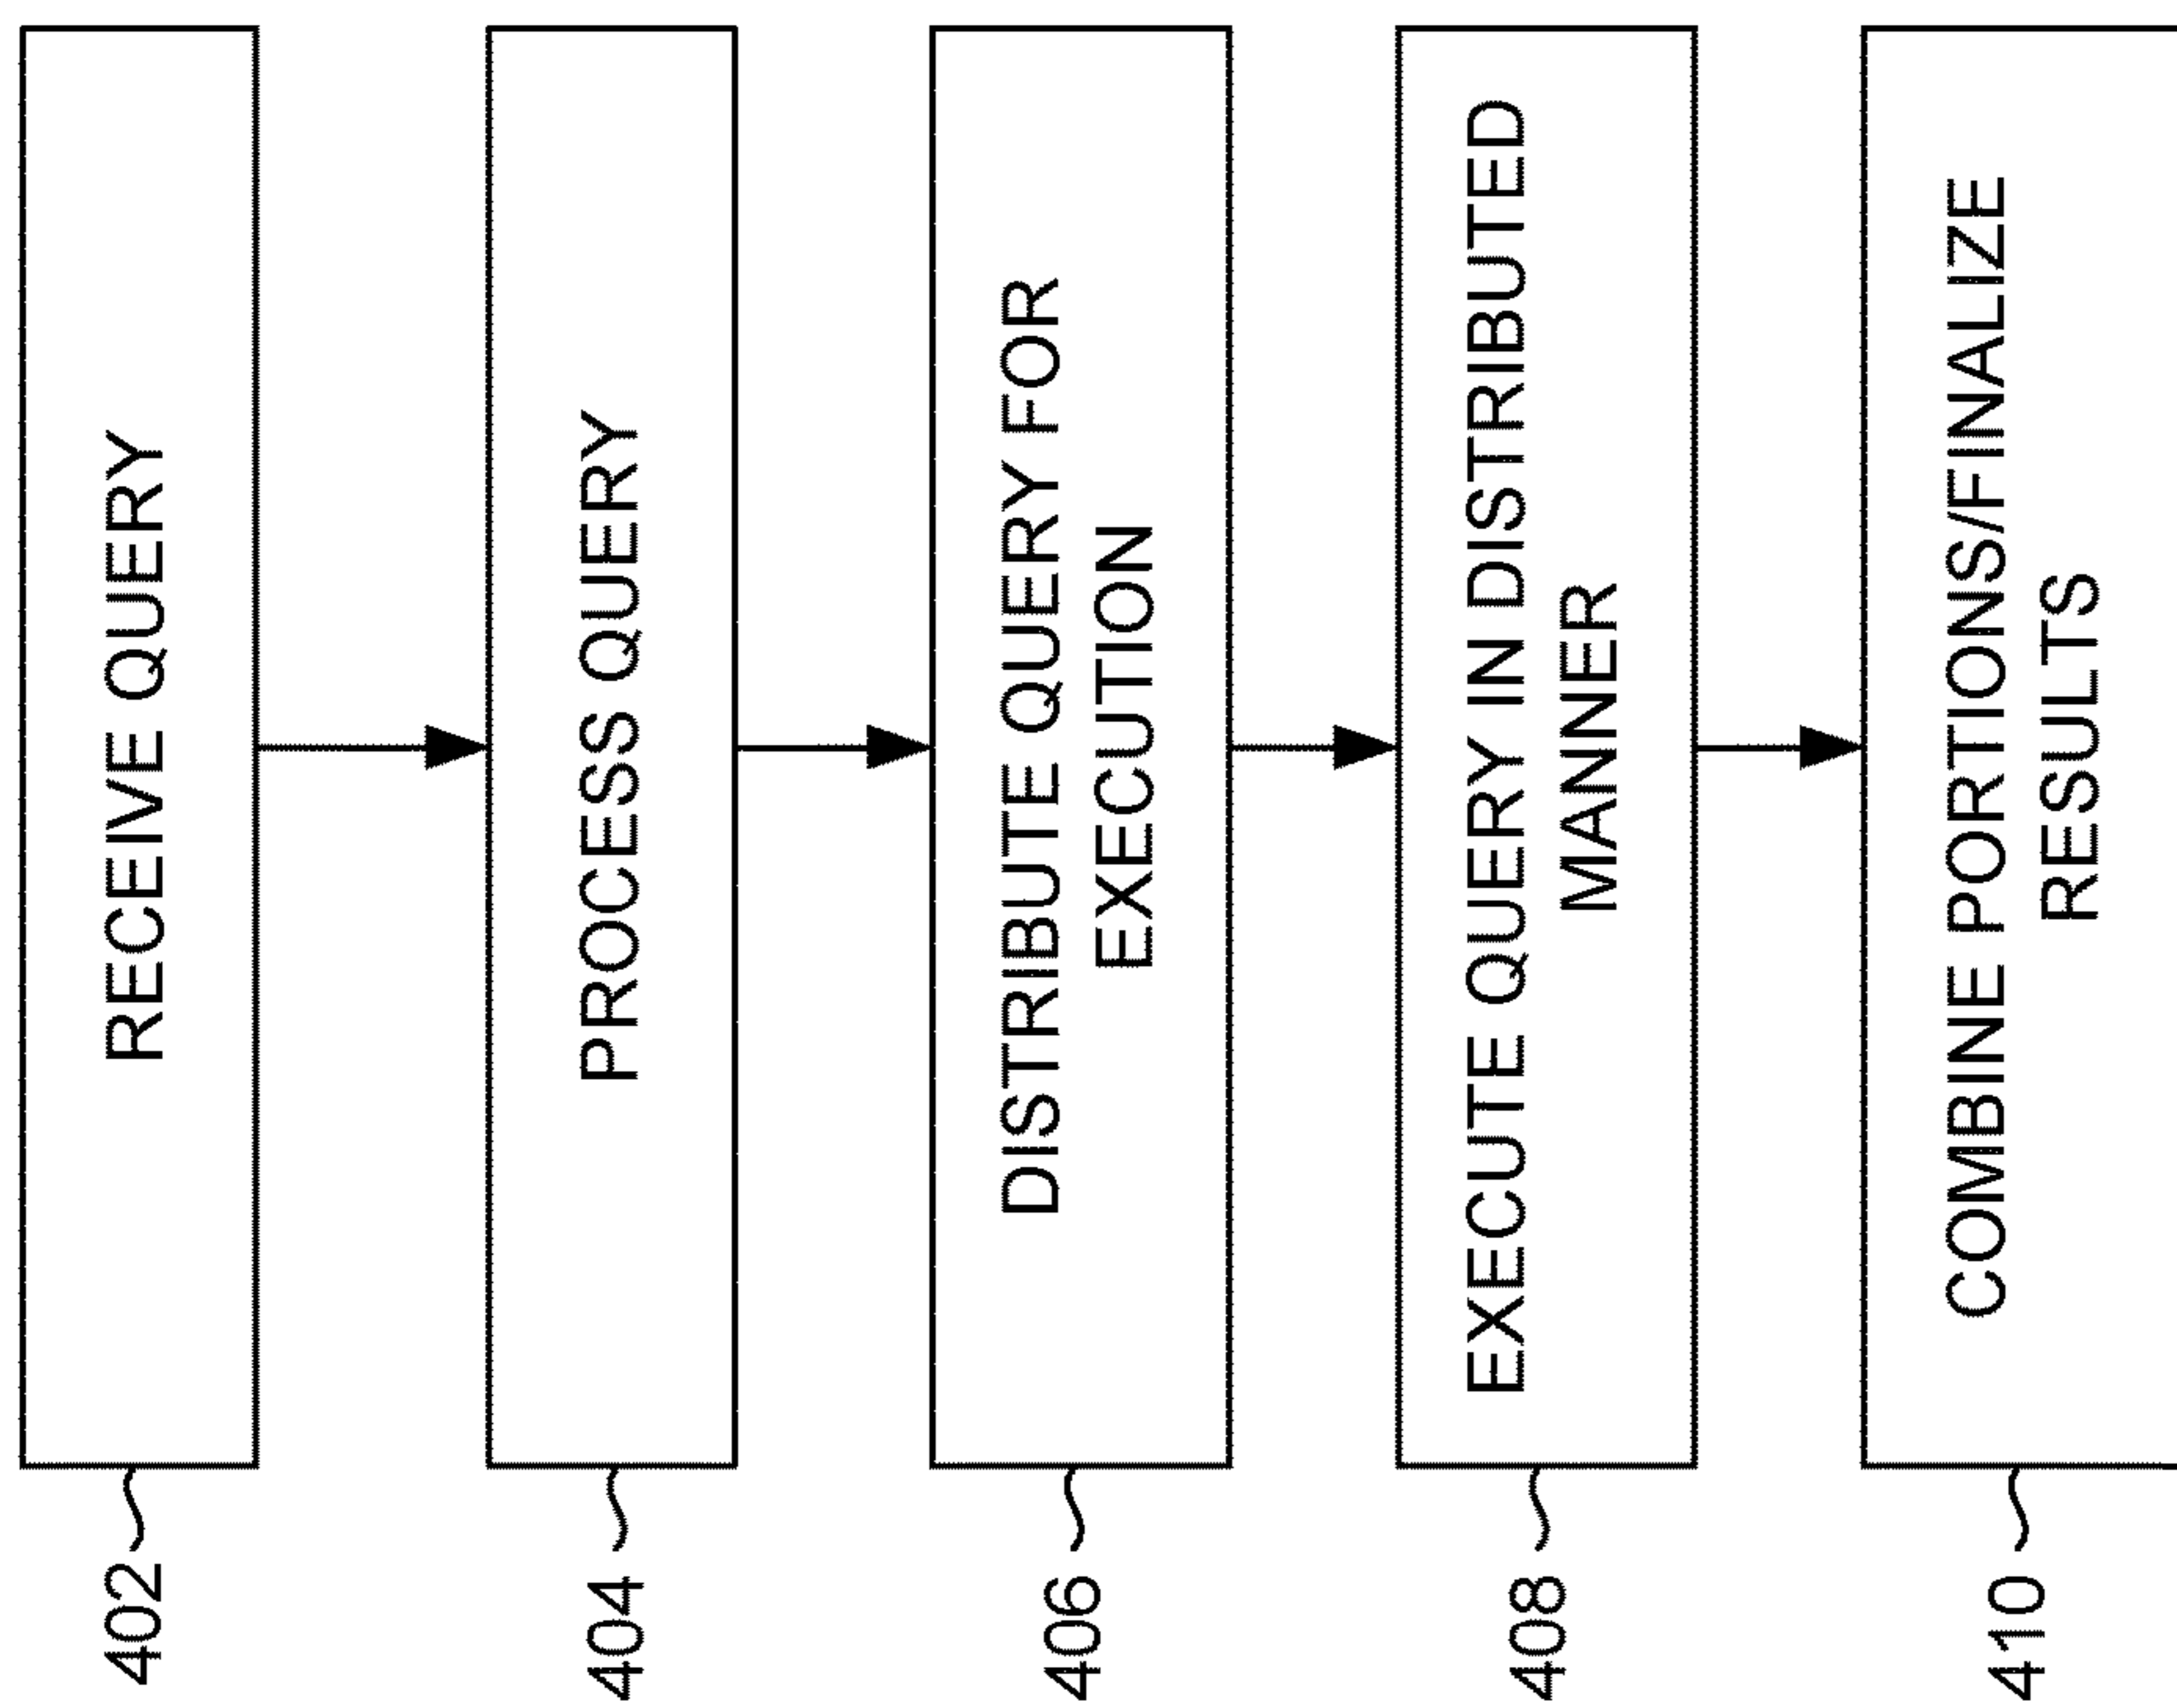 402
RECEIVE QUERY
404
PROCESS QUERY
406
DISTRIBUTE QUERY FOR
EXECUTION
408
EXECUTE QUERY IN DISTRIBUTED
MANNER
410
COMBINE PORTIONS/FINALIZE
RESULTS